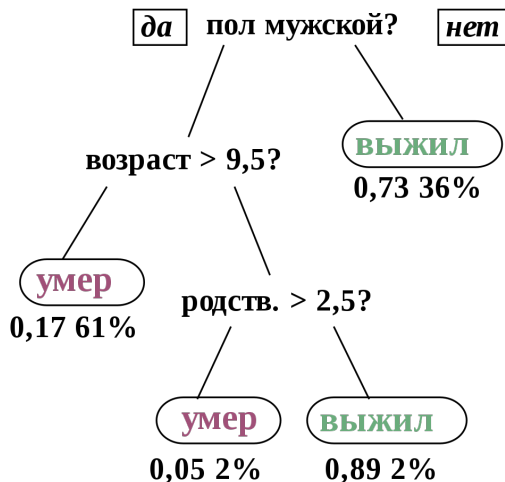 да пол мужской? нет
выжил
возраст > 9,5?
0,73 36%
умер
родств. > 2,5?
0,17 61%
умер выжил
0,05 2% 0,89 2%